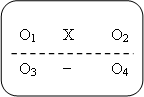 O₁ X O₂
O₃ – O₄